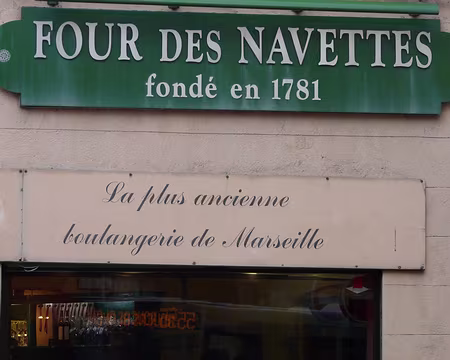 FOUR DES NAVETTES
fondé en 1781
La plus ancienne
boulangerie de Marseille